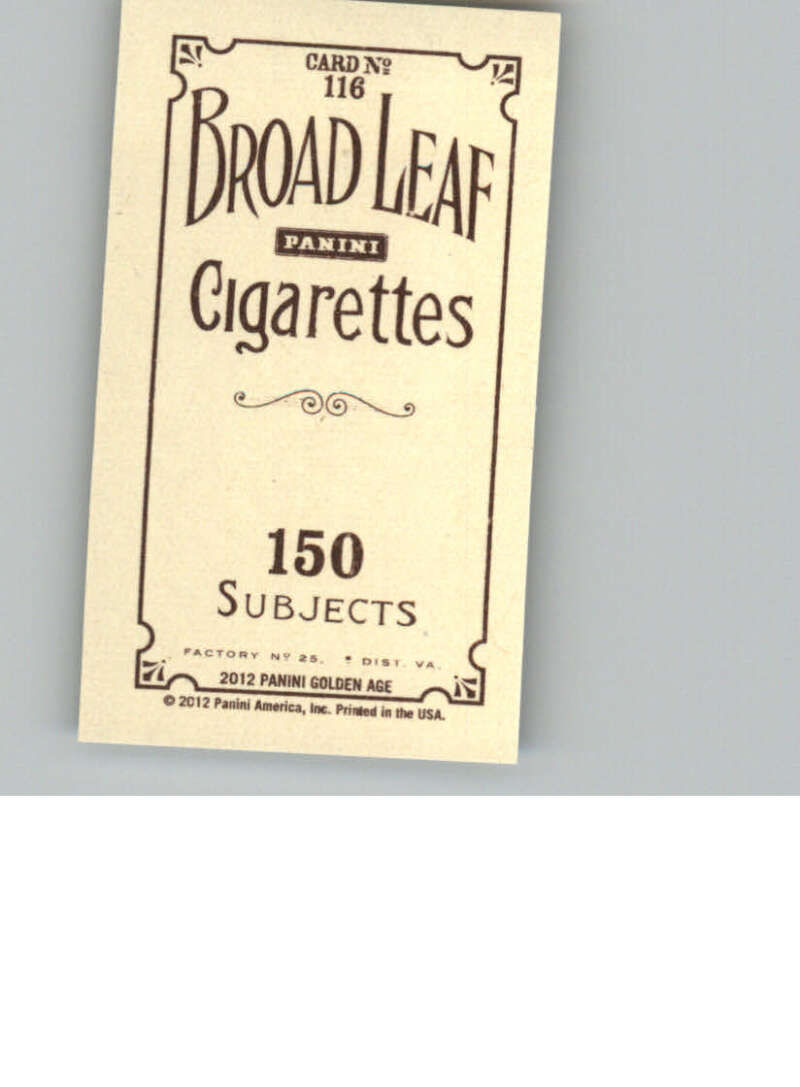 CARD Nº
116
BROAD LEAF
PANINI
Cigarettes
150
SUBJECTS
FACTORY Nº 25. * DIST. VA.
2012 PANINI GOLDEN AGE
© 2012 Panini America, Inc. Printed in the USA.